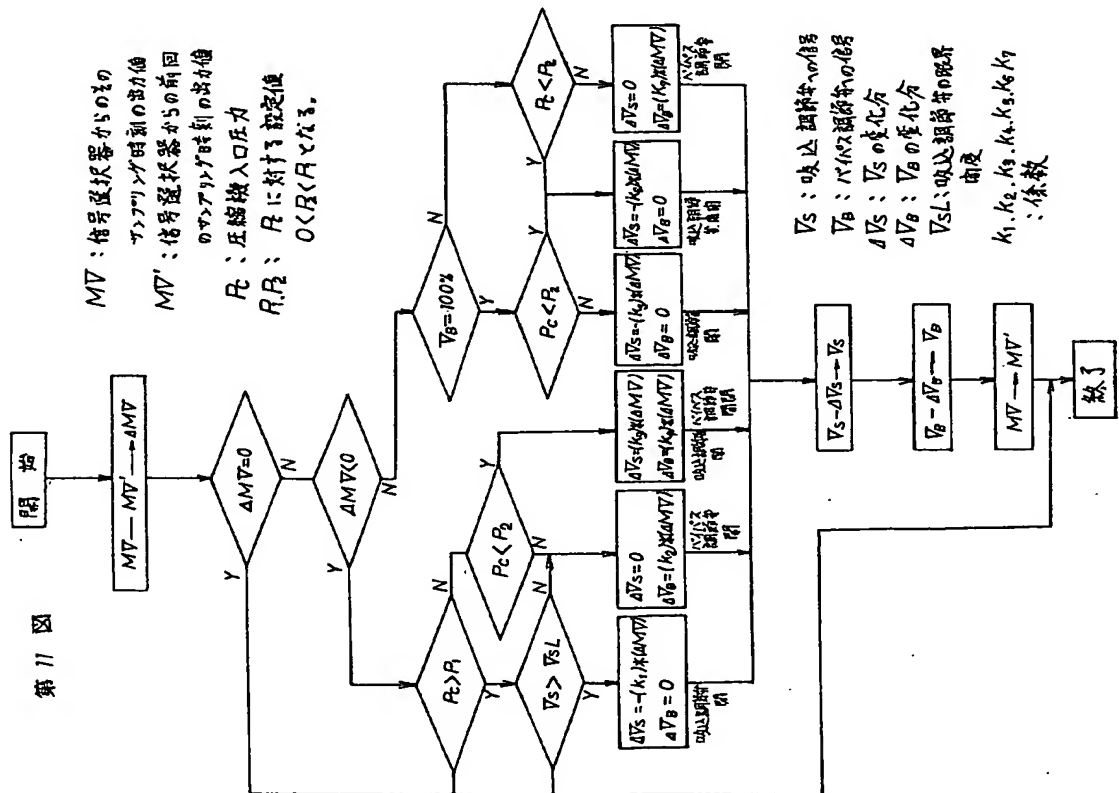 第11図
開始
MV—MV'→ΔMV
ΔMV=0
Y
N
ΔMV<0
Y
N
Pc>P1
N
Y
Pc<P2
Y
N
VS>VSL
N
Y
VB=100%
N
Y
Pc<P2
Y
N
Pc<P2
Y
N
ΔVS=-(k1)*(ΔMV)
ΔVB=0
吸込調節弁
閉
ΔVS=0
ΔVB=(k2)*(ΔMV)
バイパス
調節弁
開
ΔVS=(k3)*(ΔMV)
ΔVB=(k4)*(ΔMV)
吸込調節弁
バイパス
調節弁
ΔVB=0
吸込調節弁
ΔVS=-(k6)*(ΔMV)
ΔVB=0
ΔVS=0
ΔVB=(k7)*(ΔMV)
バイパス
調節弁
閉
VS-ΔVS→VS
VB-ΔVB→VB
MV→MV'
終了
MV:信号選択器からのその
サンプリング時刻の出力値
MV':信号選択器からの前回
のサンプリング時刻の出力値
Pc:圧縮機入口圧力
P1.P2:Pcに対する設定値
0<P2<P1となる。
VS:吸込調節弁への信号
VB:バイパス調節弁への信号
ΔVS:VSの変化分
ΔVB:VBの変化分
VSL:吸込調節弁の限界
開度
k1.k2.k3.k4.k5.k6.k7
:係数